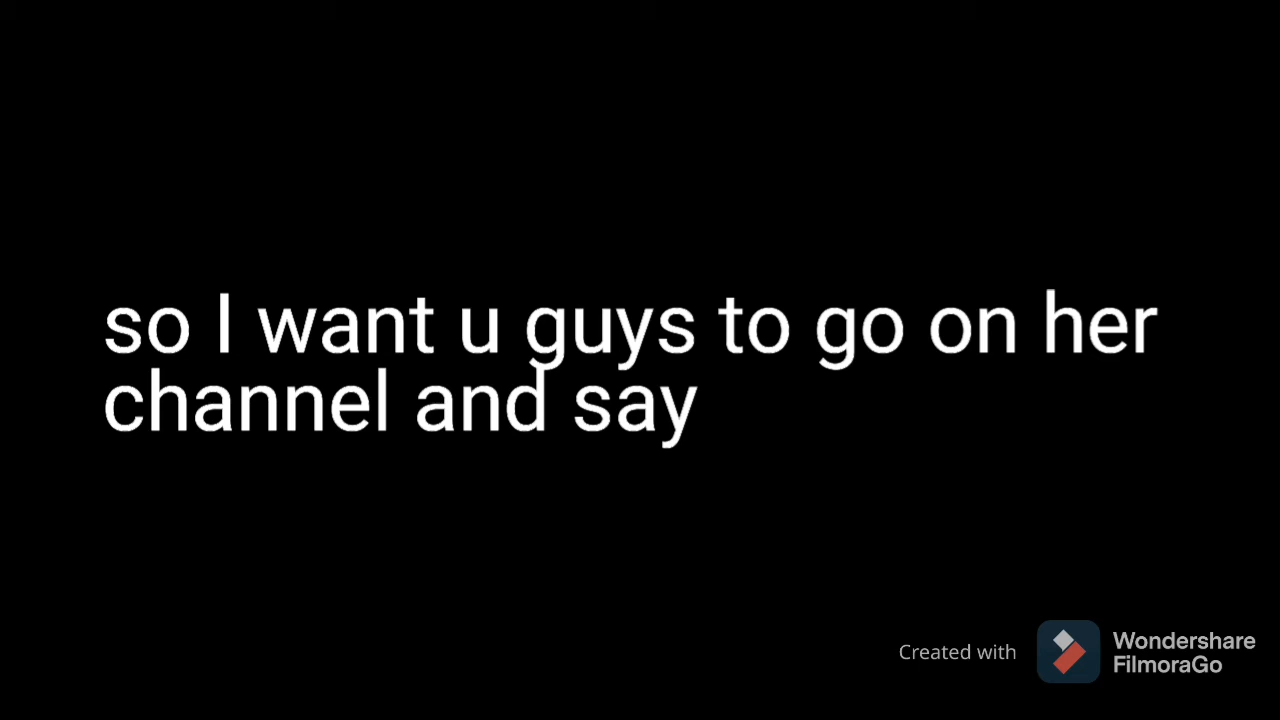 so I want u guys to go on her
channel and say
Created with
Wondershare
FilmoraGo